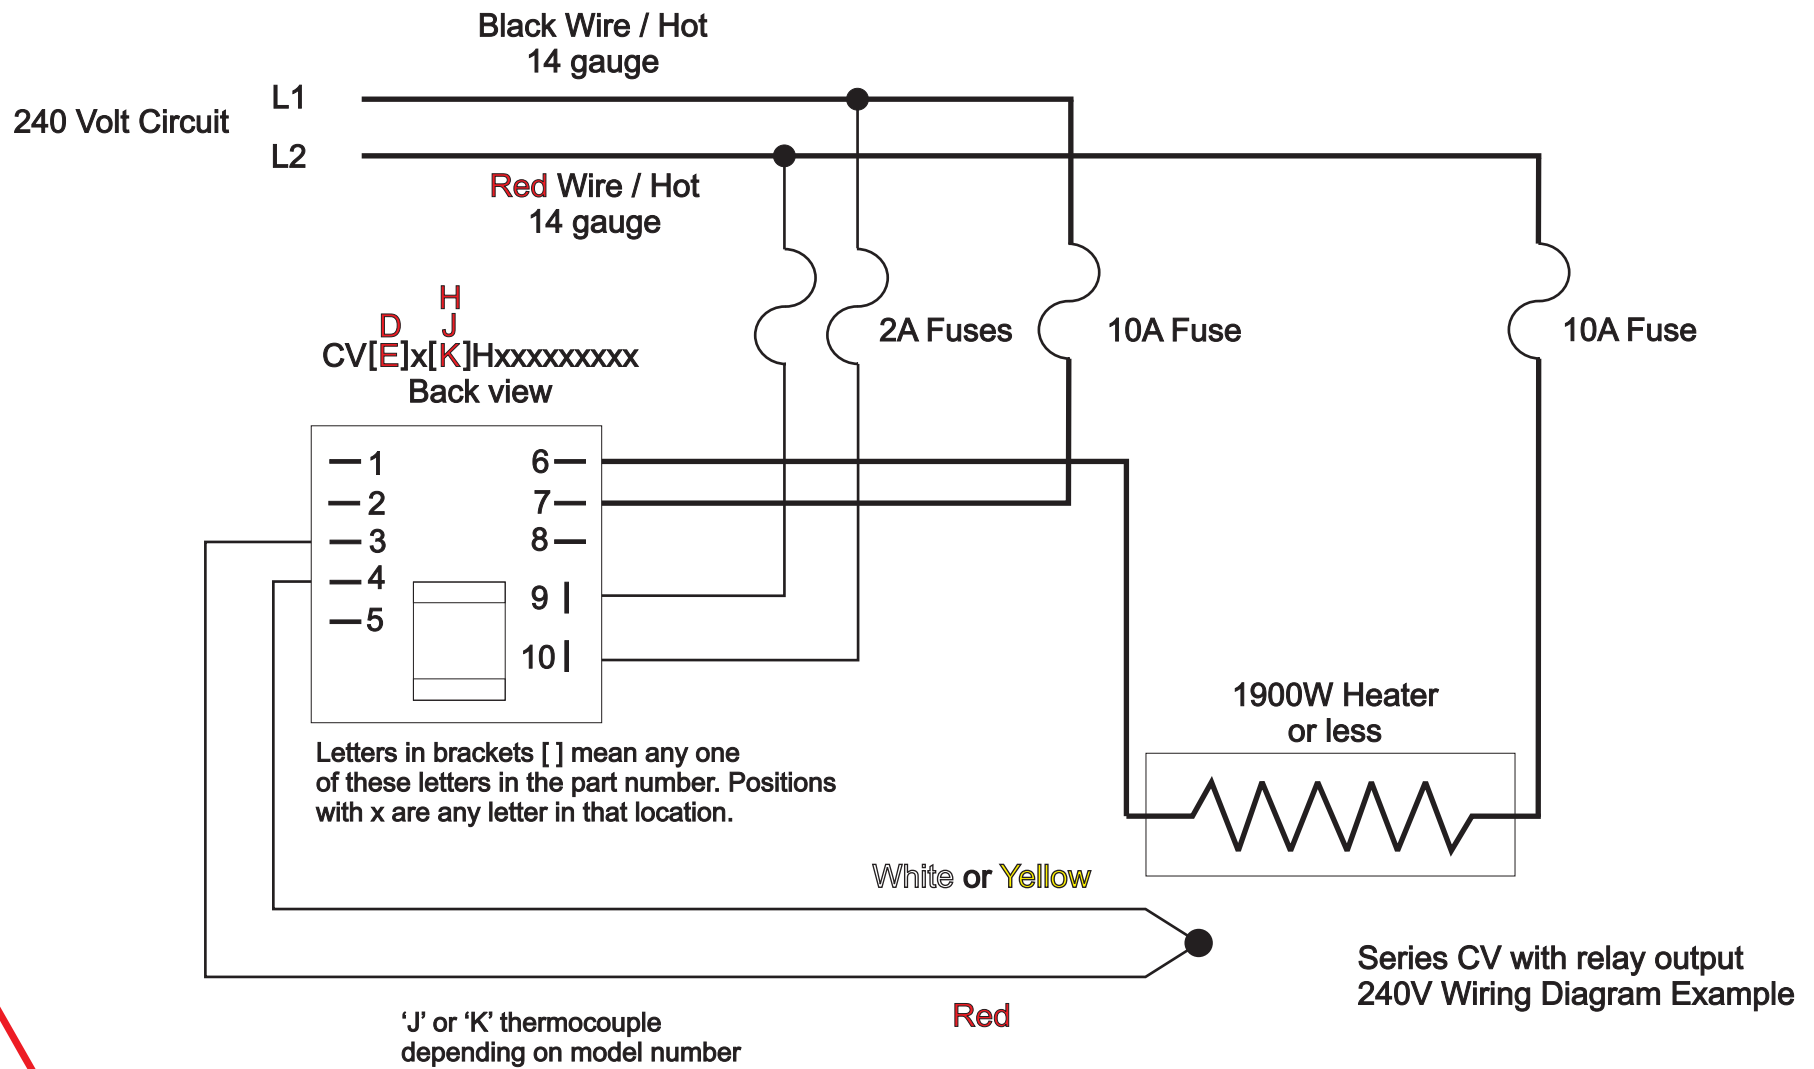 Black Wire / Hot
14 gauge
L1
240 Volt Circuit
L2
Red Wire / Hot
14 gauge
H
D J
CV[E]x[K]Hxxxxxxxxx
Back view
2A Fuses
10A Fuse
10A Fuse
1
2
3
4
5
6
7
8
9
10
1900W Heater
or less
Letters in brackets [ ] mean any one
of these letters in the part number. Positions
with x are any letter in that location.
White or Yellow
Red
Series CV with relay output
240V Wiring Diagram Example
‘J’ or ‘K’ thermocouple
depending on model number